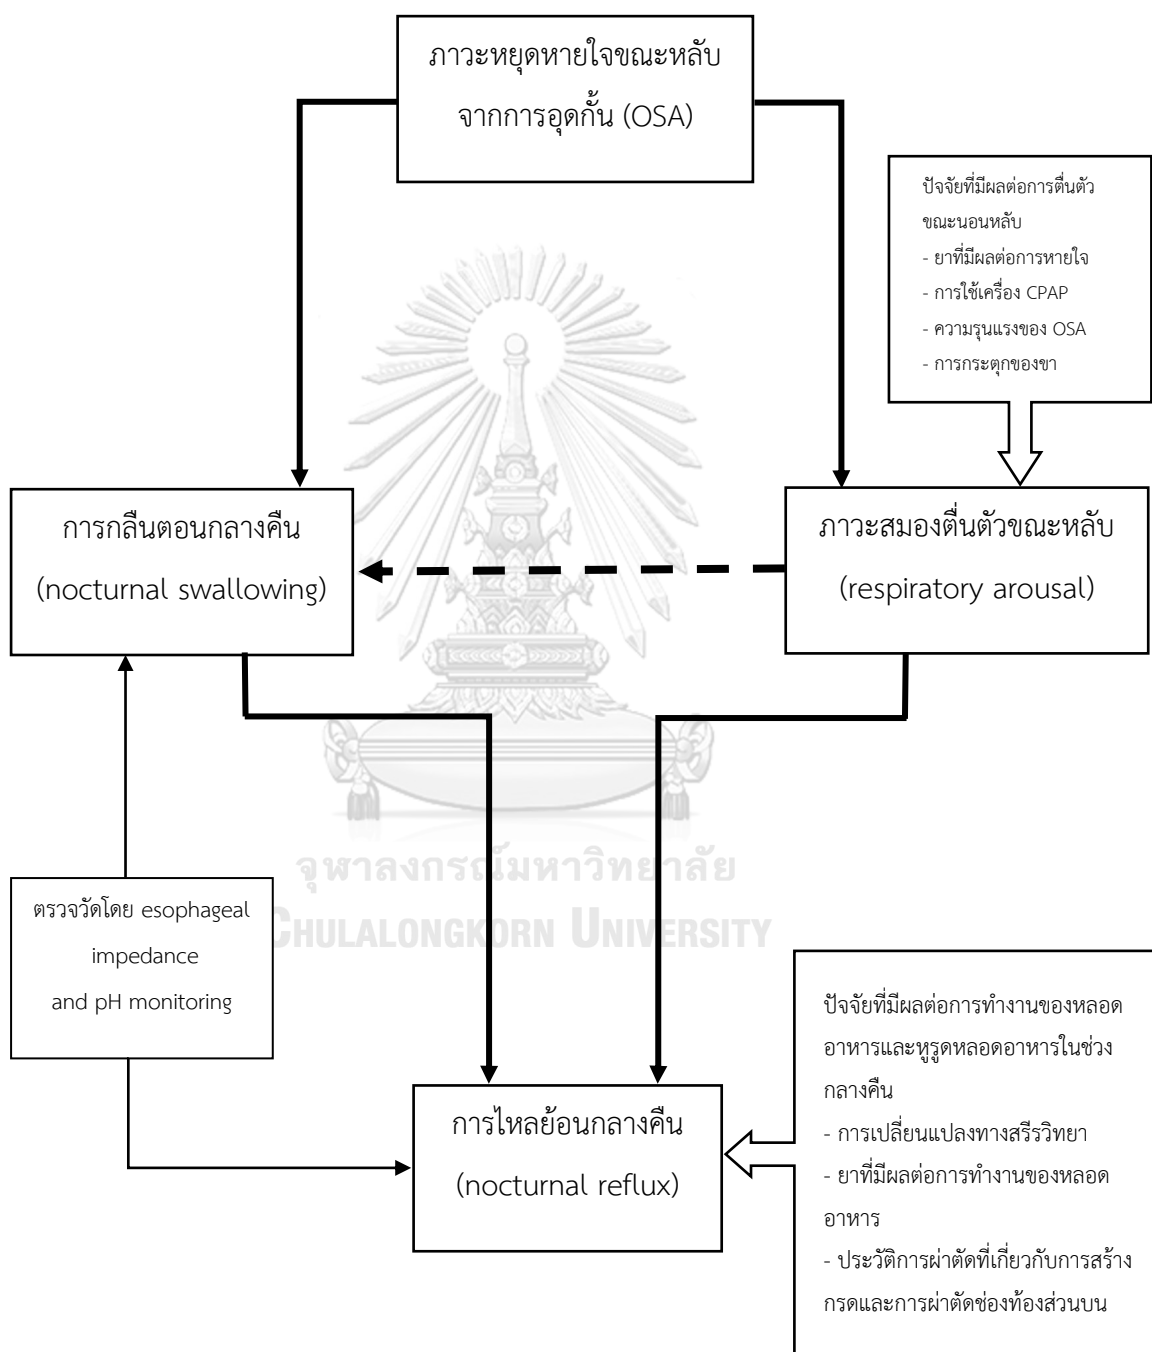 ภาวะหยุดหายใจขณะหลับ
จากการอุดกั้น (OSA)
ปัจจัยที่มีผลต่อการตื่นตัว
ขณะนอนหลับ
- ยาที่มีผลต่อการหายใจ
- การใช้เครื่อง CPAP
- ความรุนแรงของ OSA
- การกระตุกของขา
การกลืนตอนกลางคืน
(nocturnal swallowing)
ภาวะสมองตื่นตัวขณะหลับ
(respiratory arousal)
จุฬาลงกรณ์มหาวิทยาลัย
CHULALONGKORN UNIVERSITY
ตรวจวัดโดย esophageal
impedance
and pH monitoring
การไหลย้อนกลางคืน
(nocturnal reflux)
ปัจจัยที่มีผลต่อการทำงานของหลอด
อาหารและหูรูดหลอดอาหารในช่วง
กลางคืน
- การเปลี่ยนแปลงทางสรีรวิทยา
- ยาที่มีผลต่อการทำงานของหลอด
อาหาร
- ประวัติการผ่าตัดที่เกี่ยวกับการสร้าง
กรดและการผ่าตัดช่องท้องส่วนบน